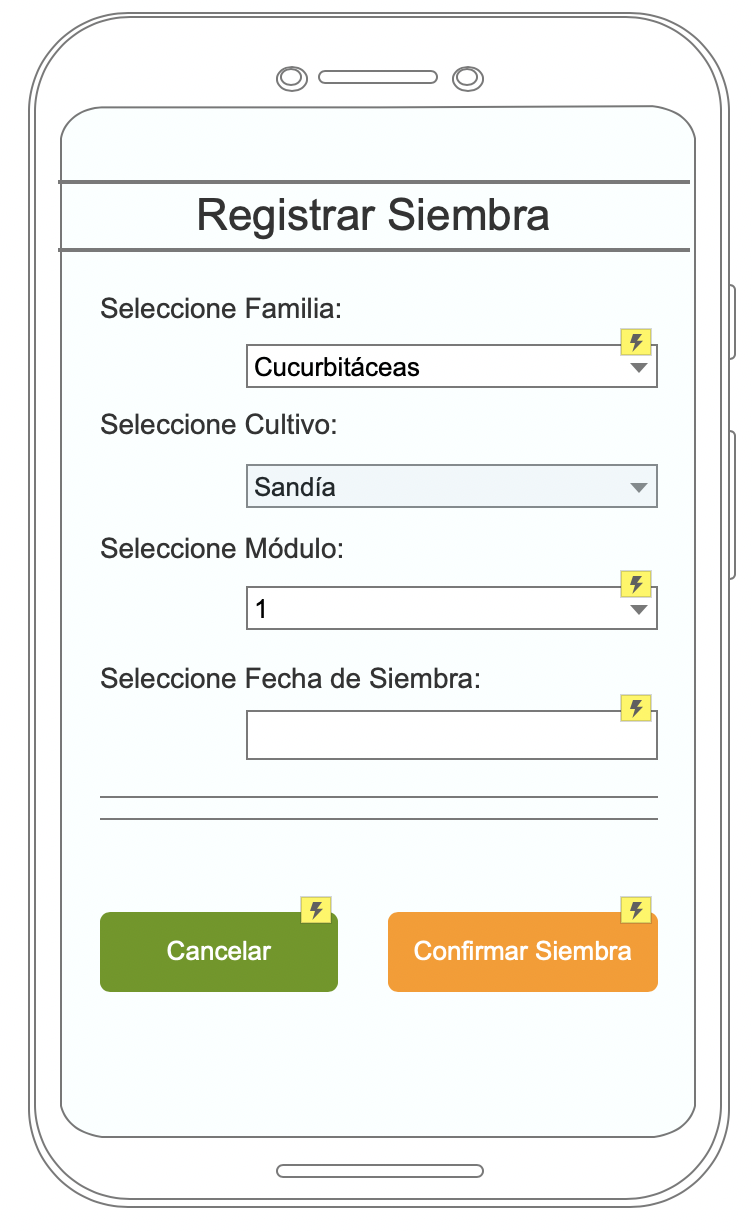 Registrar Siembra
Seleccione Familia:
Cucurbitáceas
Seleccione Cultivo:
Sandía
Seleccione Módulo:
1
Seleccione Fecha de Siembra:
Cancelar
Confirmar Siembra